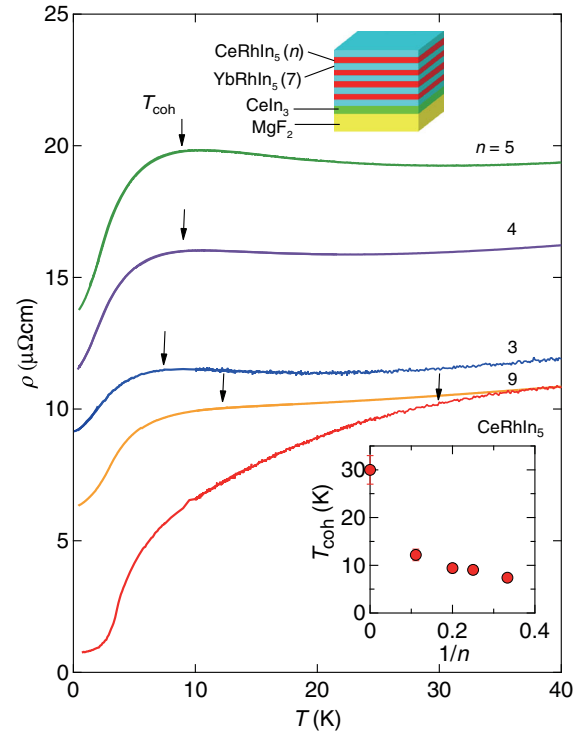 25
20
15
10
5
0
ρ (μΩcm)
0
10
20
30
40
T (K)
CeRhIn5 (n)
YbRhIn5 (7)
CeIn3
MgF2
Tcoh
n = 5
4
3
9
CeRhIn5
40
30
20
10
0
Tcoh (K)
0
0.2
0.4
1/n